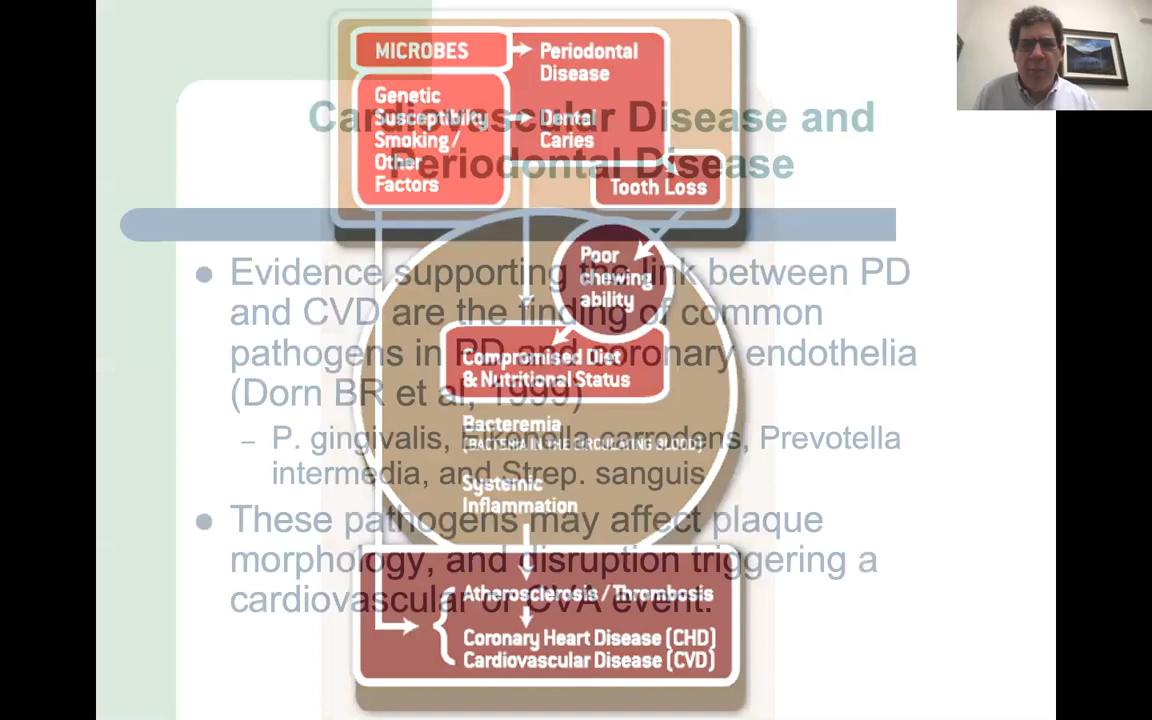 MICROBES
Periodontal
Disease
Genetic
Susceptibilty
Smoking /
Other
Factors
Dental
Caries
Tooth Loss
Cardiovascular Disease and
Periodontal Disease
Poor
chewing
ability
Compromised Diet
& Nutritional Status
Bacteremia
(BACTERIA IN THE CIRCULATING BLOOD)
Systemic
Inflammation
Atherosclerosis / Thrombosis
Coronary Heart Disease (CHD)
Cardiovascular Disease (CVD)
Evidence supporting the link between PD
and CVD are the finding of common
pathogens in PD and coronary endothelia
(Dorn BR et al, 1999)
– P. gingivalis, Eikenella carrodens, Prevotella
intermedia, and Strep. sanguis
These pathogens may affect plaque
morphology, and disruption triggering a
cardiovascular or CVA event.